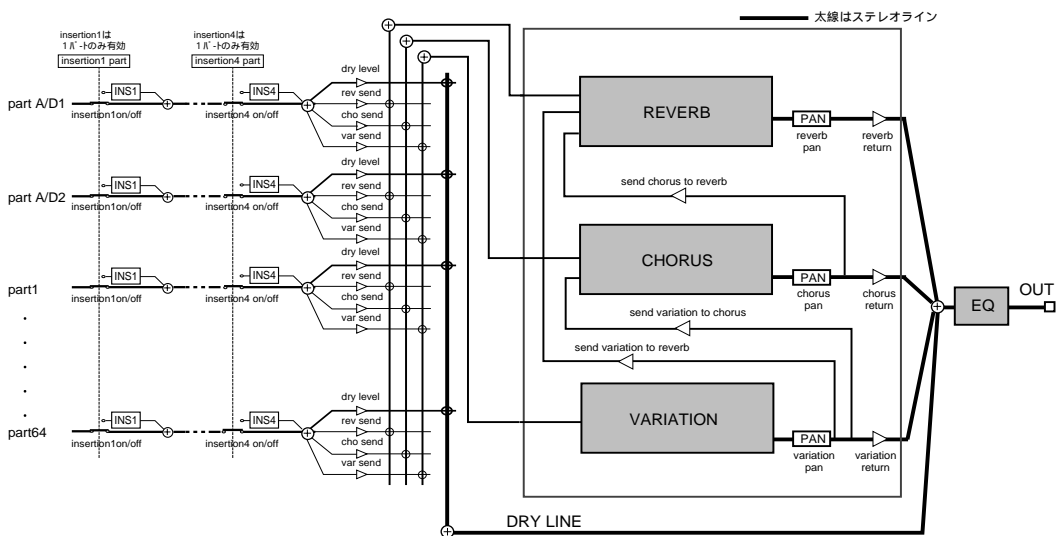 太線はステレオライン
insertion1は
１パートのみ有効
insertion1 part
insertion4は
１パートのみ有効
insertion4 part
part A/D1
INS1
insertion1on/off
INS4
insertion4 on/off
dry level
rev send
cho send
var send
part A/D2
INS1
insertion1on/off
INS4
insertion4 on/off
dry level
rev send
cho send
var send
part1
INS1
insertion1on/off
INS4
insertion4 on/off
dry level
rev send
cho send
var send
part64
INS1
insertion1on/off
INS4
insertion4 on/off
dry level
rev send
cho send
var send
REVERB
PAN
reverb
pan
reverb
return
send chorus to reverb
CHORUS
PAN
chorus
pan
chorus
return
send variation to chorus
send variation to reverb
VARIATION
PAN
variation
pan
variation
return
EQ
OUT
DRY LINE